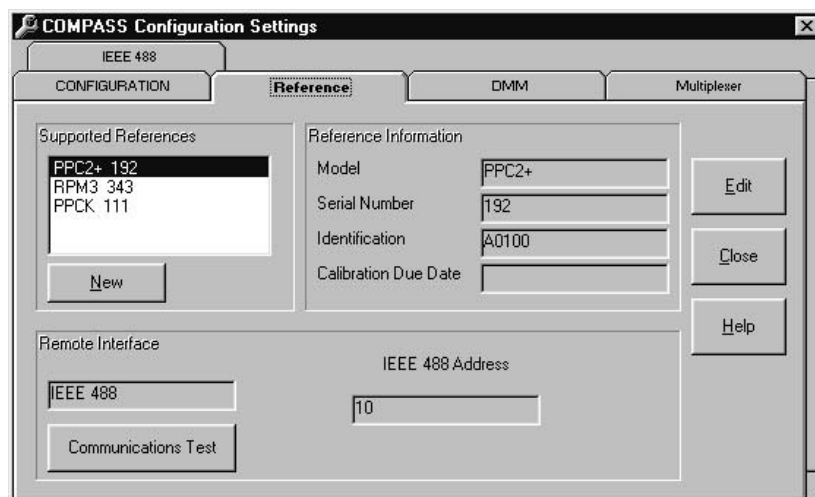 COMPASS Configuration Settings
IEEE 488
CONFIGURATION Reference DMM Multiplexer
Supported References
PPC2+ 192
RPM3 343
PPCK 111
New
Reference Information
Model PPC2+
Serial Number 192
Identification A0100
Calibration Due Date
Edit
Close
Help
Remote Interface
IEEE 488
IEEE 488 Address
10
Communications Test